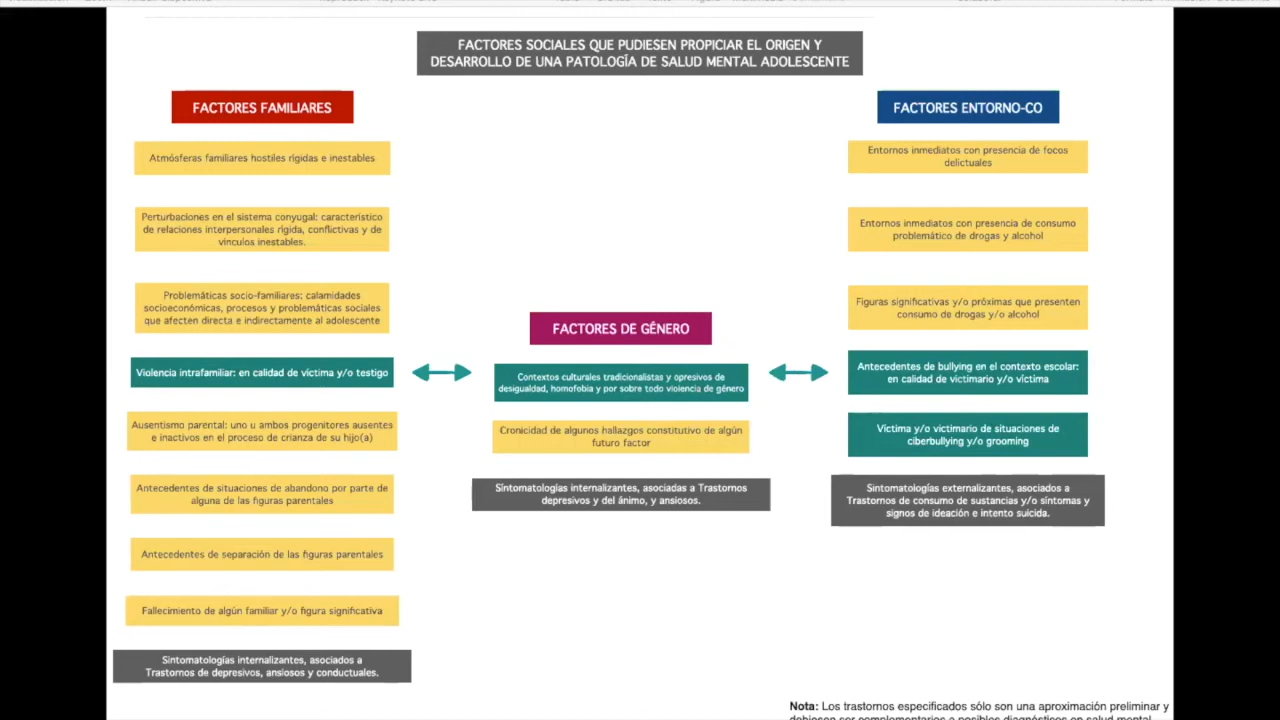 FACTORES SOCIALES QUE PUDIESEN PROPICIAR EL ORIGEN Y
DESARROLLO DE UNA PATOLOGÍA DE SALUD MENTAL ADOLESCENTE
FACTORES FAMILIARES
Atmósferas familiares hostiles rígidas e inestables
Perturbaciones en el sistema conyugal: característico
de relaciones interpersonales rígida, conflictivas y de
vínculos inestables.
Problemáticas socio-familiares: calamidades
socioeconómicas, procesos y problemáticas sociales
que afecten directa e indirectamente al adolescente
Violencia intrafamiliar: en calidad de víctima y/o testigo
Ausentismo parental: uno u ambos progenitores ausentes
e inactivos en el proceso de crianza de su hijo(a)
Antecedentes de situaciones de abandono por parte de
alguna de las figuras parentales
Antecedentes de separación de las figuras parentales
Fallecimiento de algún familiar y/o figura significativa
Sintomatologías internalizantes, asociados a
Trastornos de depresivos, ansiosos y conductuales.
FACTORES DE GÉNERO
Contextos culturales tradicionalistas y opresivos de
desigualdad, homofobia y por sobre todo violencia de género
Cronicidad de algunos hallazgos constitutivo de algún
futuro factor
Sintomatologías internalizantes, asociadas a Trastornos
depresivos y del ánimo, y ansiosos.
FACTORES ENTORNO-CO
Entornos inmediatos con presencia de focos
delictuales
Entornos inmediatos con presencia de consumo
problemático de drogas y alcohol
Figuras significativas y/o próximas que presenten
consumo de drogas y/o alcohol
Antecedentes de bullying en el contexto escolar:
en calidad de victimario y/o víctima
Víctima y/o victimario de situaciones de
ciberbullying y/o grooming
Sintomatologías externalizantes, asociados a
Trastornos de consumo de sustancias y/o síntomas y
signos de ideación e intento suicida.
Nota: Los trastornos especificados sólo son una aproximación preliminar y